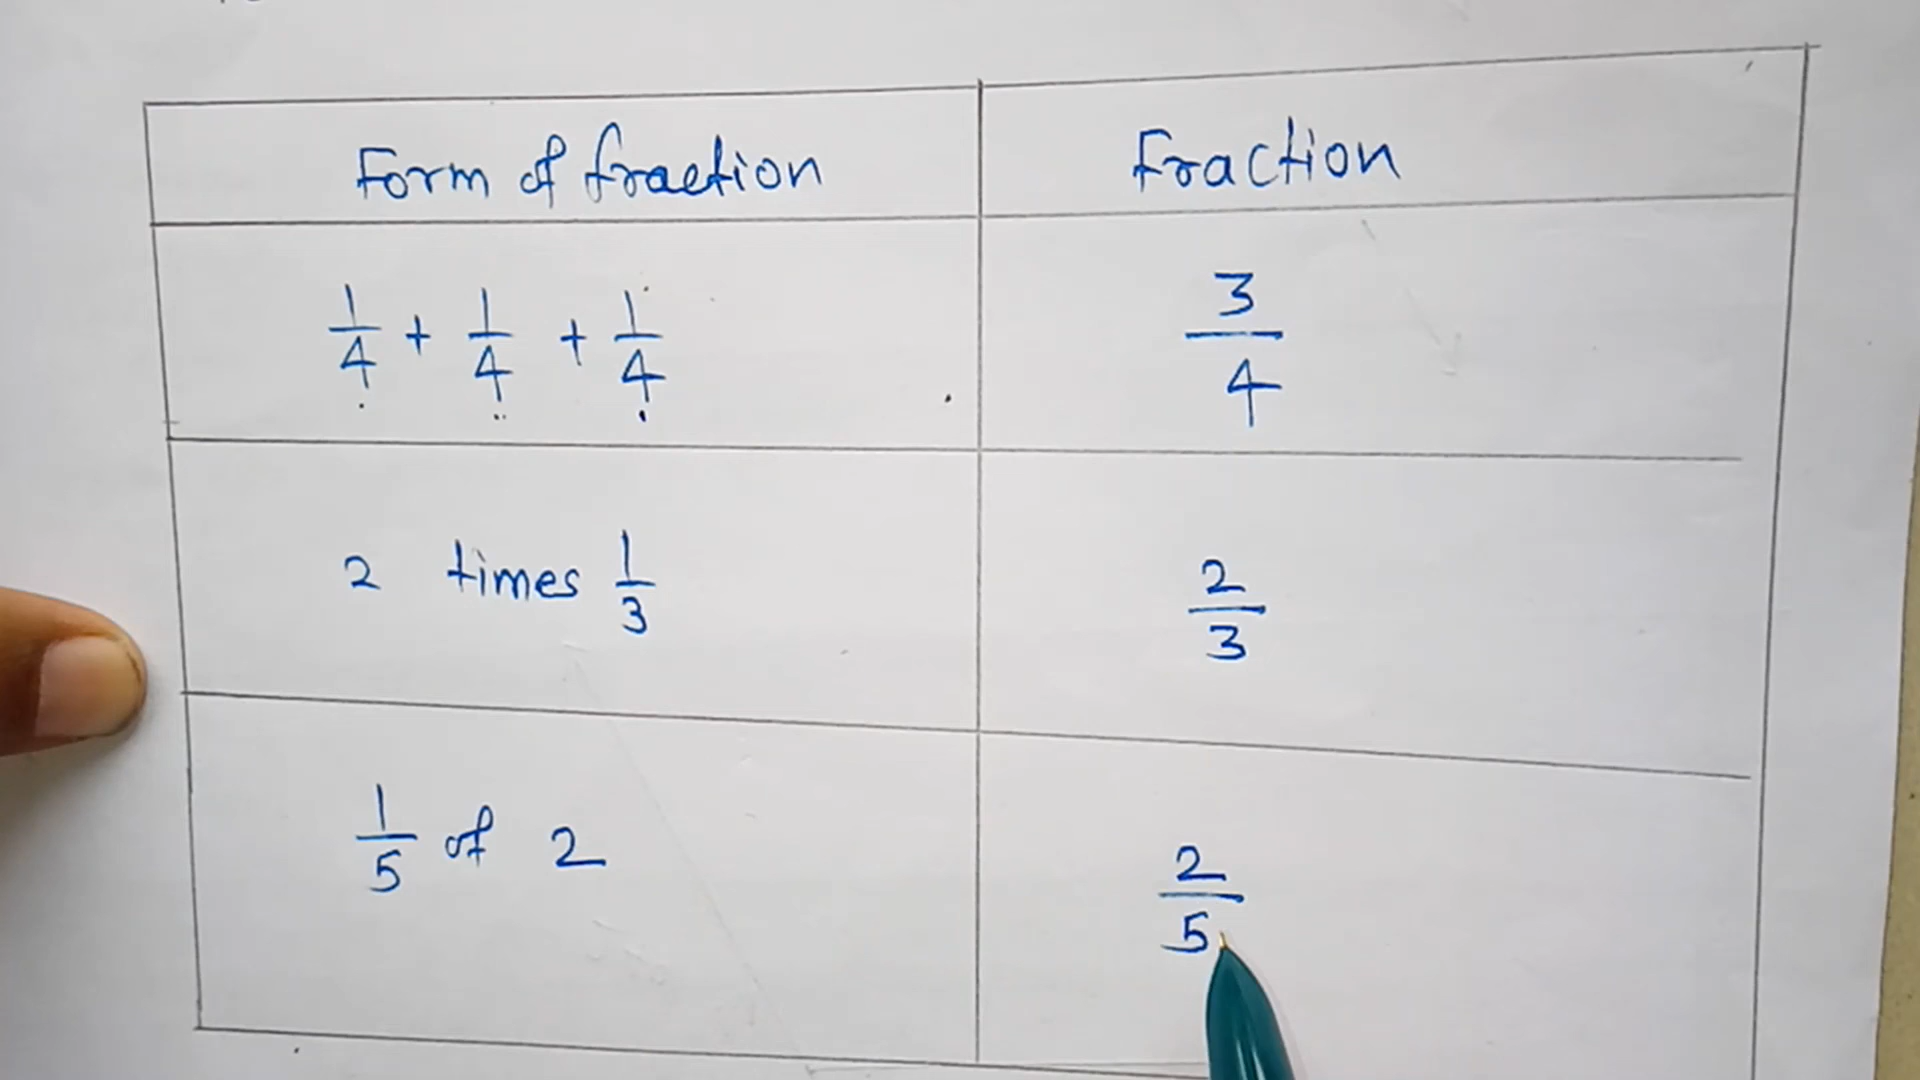 Form of fraction Fraction
1/4 + 1/4 + 1/4 3/4
2 times 1/3 2/3
1/5 of 2 2/5